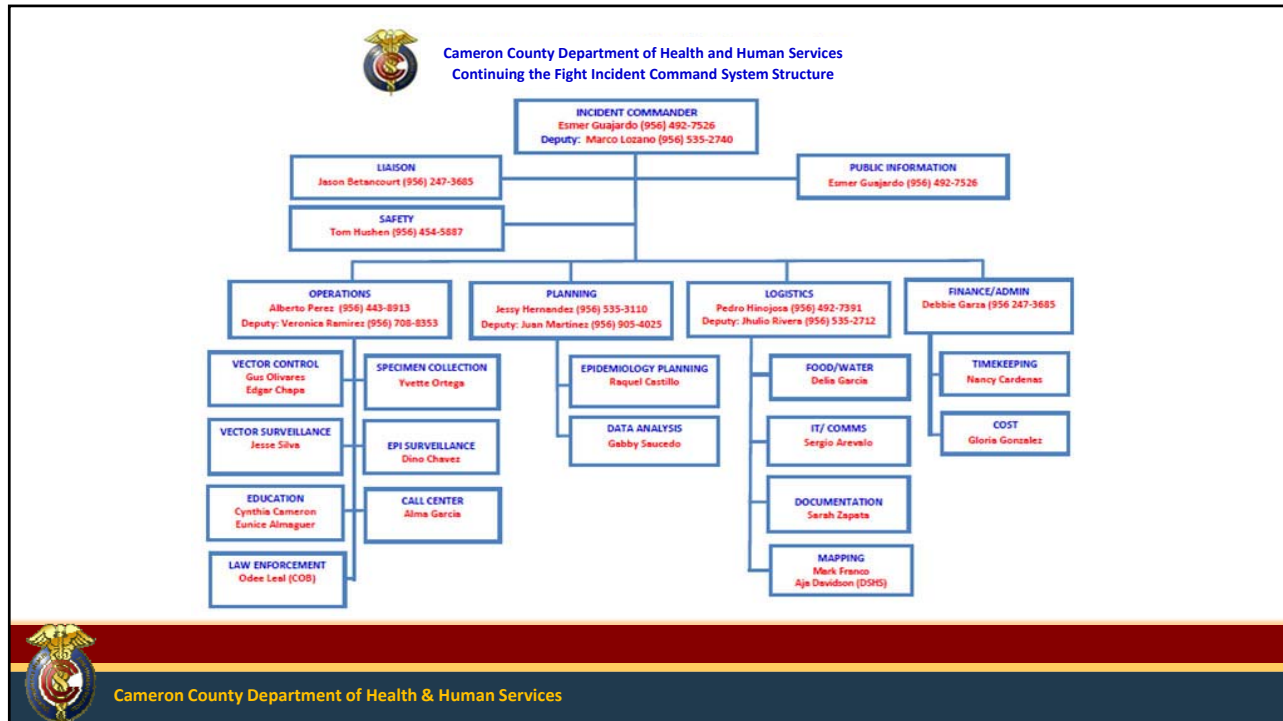 Cameron County Department of Health and Human Services
Continuing the Fight Incident Command System Structure
INCIDENT COMMANDER
Esmer Guajardo (956) 492-7526
Deputy: Marco Lozano (956) 535-2740
LIAISON
Jason Betancourt (956) 247-3685
PUBLIC INFORMATION
Esmer Guajardo (956) 492-7526
SAFETY
Tom Hushen (956) 454-5887
OPERATIONS
Alberto Perez (956) 443-8913
Deputy: Veronica Ramirez (956) 708-8353
PLANNING
Jessy Hernandez (956) 535-3110
Deputy: Juan Martinez (956) 905-4025
LOGISTICS
Pedro Hinojosa (956) 492-7391
Deputy: Jhulio Rivera (956) 535-2712
FINANCE/ADMIN
Debbie Garza (956 247-3685
VECTOR CONTROL
Gus Olivares
Edgar Chapa
SPECIMEN COLLECTION
Yvette Ortega
VECTOR SURVEILLANCE
Jesse Silva
EPI SURVEILLANCE
Dino Chavez
EDUCATION
Cynthia Cameron
Eunice Almaguer
CALL CENTER
Alma Garcia
LAW ENFORCEMENT
Odee Leal (COB)
EPIDEMIOLOGY PLANNING
Raquel Castillo
DATA ANALYSIS
Gabby Saucedo
FOOD/WATER
Delia Garcia
IT/ COMMS
Sergio Arevalo
DOCUMENTATION
Sarah Zapata
MAPPING
Mark Franco
Aja Davidson (DSHS)
TIMEKEEPING
Nancy Cardenas
COST
Gloria Gonzalez
Cameron County Department of Health & Human Services